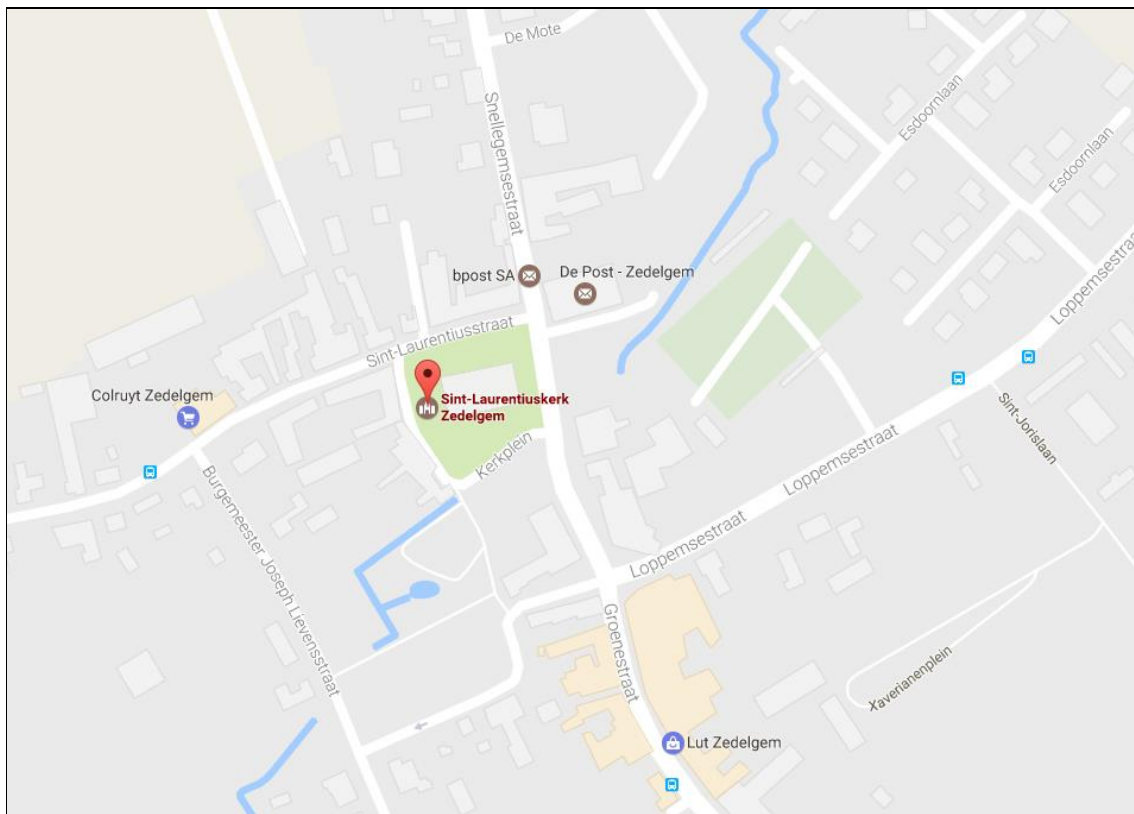 De Mote
Snellegemsestraat
Esdoornlaan
Esdoornlaan
bpost SA
De Post - Zedelgem
Loppemsestraat
Sint-Laurentiusstraat
Colruyt Zedelgem
Sint-Laurentiuskerk
Zedelgem
Kerkplein
Sint-Jorislaan
Loppemsestraat
Burgemeester Joseph Lievensstraat
Loppemsestraat
Groenestraat
Xaverianenplein
Lut Zedelgem